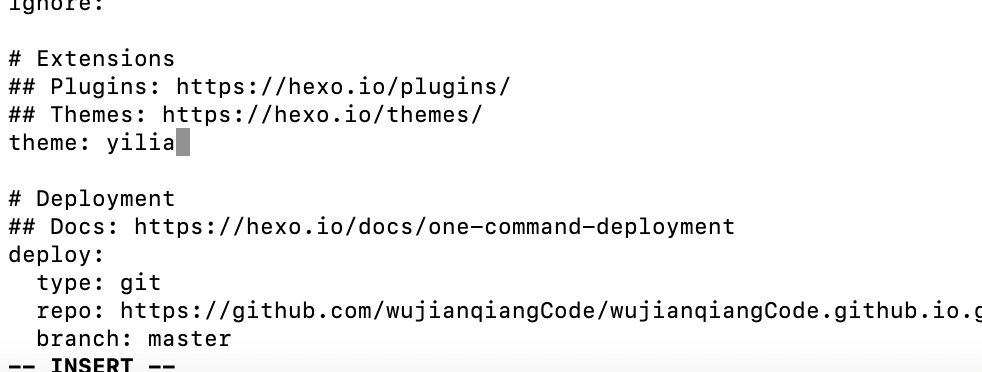 ignore:
# Extensions
## Plugins: https://hexo.io/plugins/
## Themes: https://hexo.io/themes/
theme: yilia
# Deployment
## Docs: https://hexo.io/docs/one-command-deployment
deploy:
  type: git
  repo: https://github.com/wujianqiangCode/wujianqiangCode.github.io.g
  branch: master
-- INSERT --